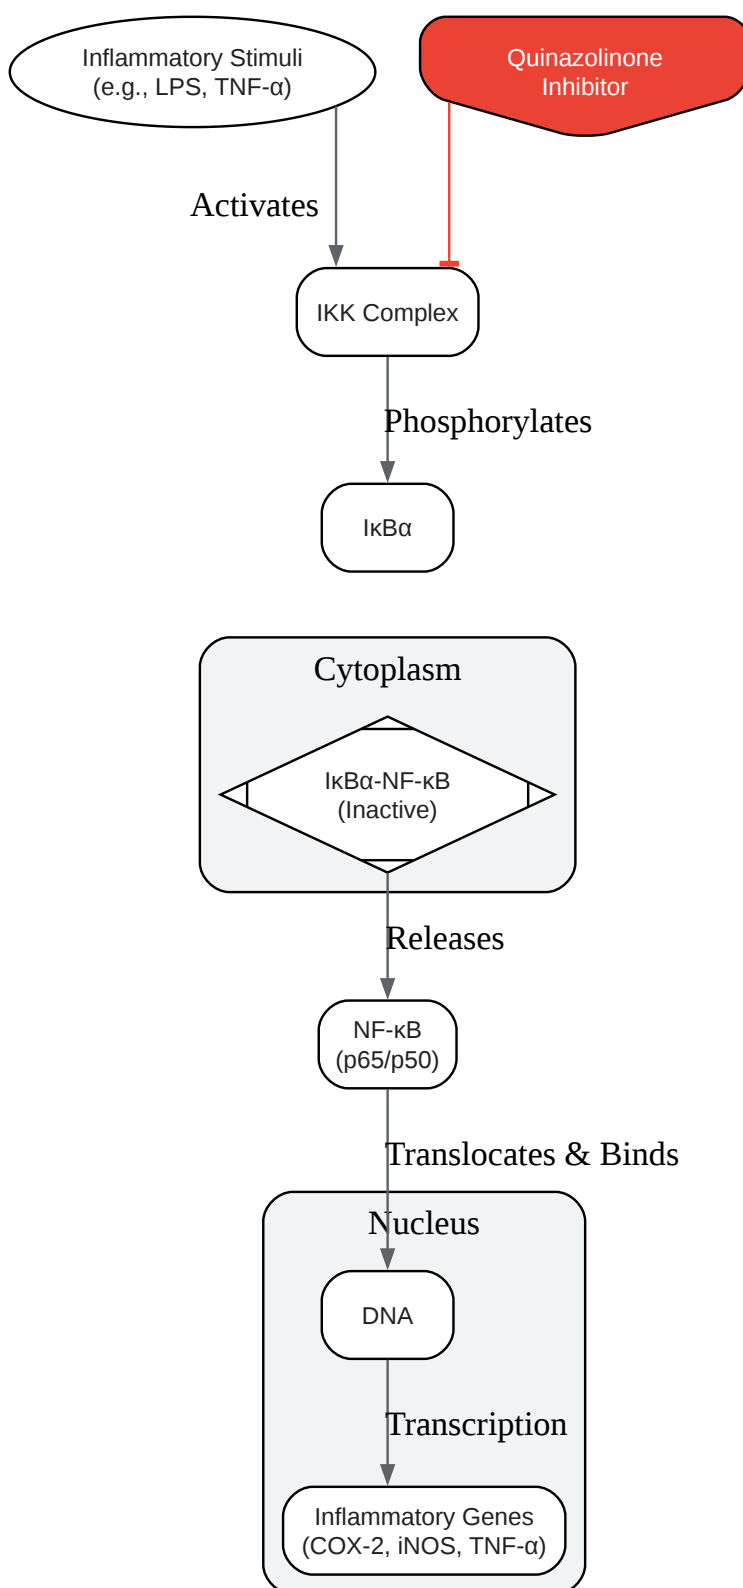 Inflammatory Stimuli
(e.g., LPS, TNF-α)
Quinazolinone
Inhibitor
Activates
IKK Complex
Phosphorylates
IκBα
Cytoplasm
IκBα-NF-κB
(Inactive)
Releases
NF-κB
(p65/p50)
Translocates & Binds
Nucleus
DNA
Transcription
Inflammatory Genes
(COX-2, iNOS, TNF-α)